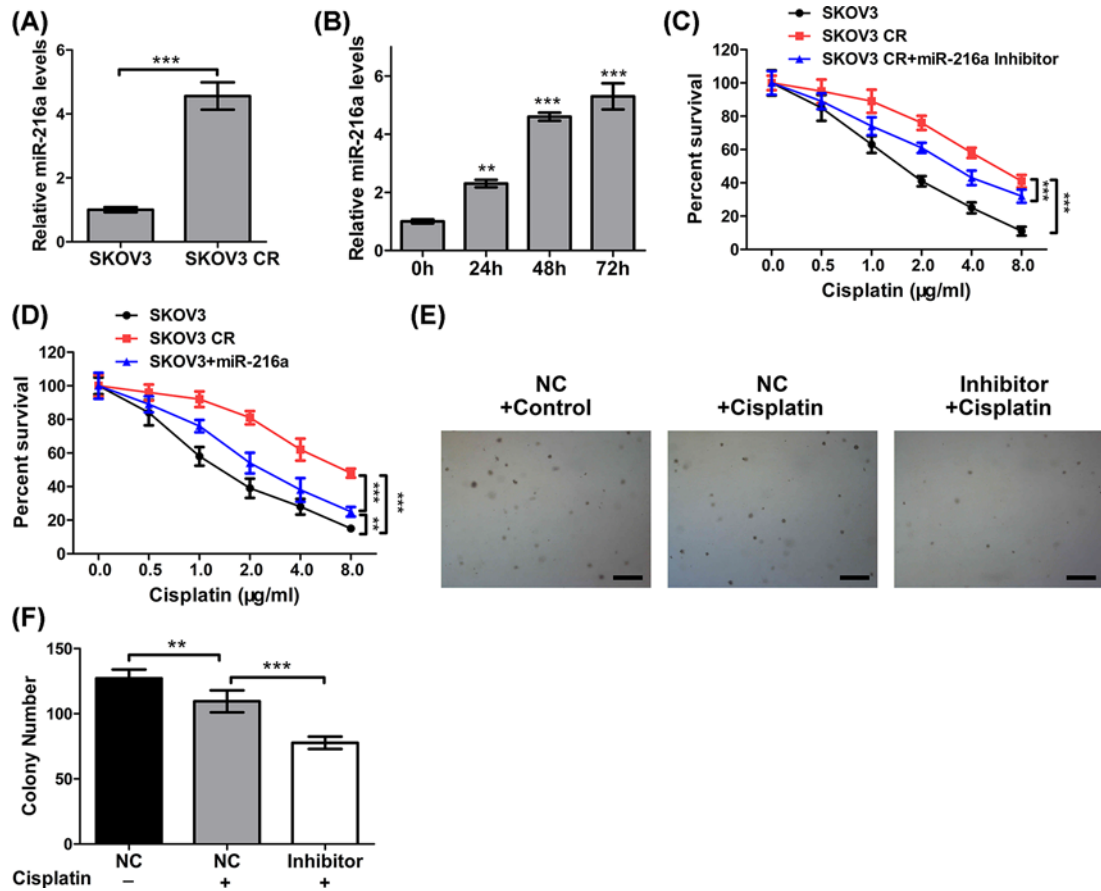 (A)
Relative miR-216a levels
6
4
2
0
***
SKOV3
SKOV3 CR
(B)
Relative miR-216a levels
6
4
2
0
**
***
***
0h
24h
48h
72h
(C)
SKOV3
SKOV3 CR
SKOV3 CR+miR-216a Inhibitor
Percent survival
120
100
80
60
40
20
0
0.0
0.5
1.0
2.0
4.0
8.0
***
***
Cisplatin (µg/ml)
(D)
SKOV3
SKOV3 CR
SKOV3+miR-216a
Percent survival
120
100
80
60
40
20
0
0.0
0.5
1.0
2.0
4.0
8.0
***
**
***
Cisplatin (µg/ml)
(E)
NC
+Control
NC
+Cisplatin
Inhibitor
+Cisplatin
(F)
Colony Number
150
100
50
0
**
***
NC
NC
Inhibitor
Cisplatin – + +